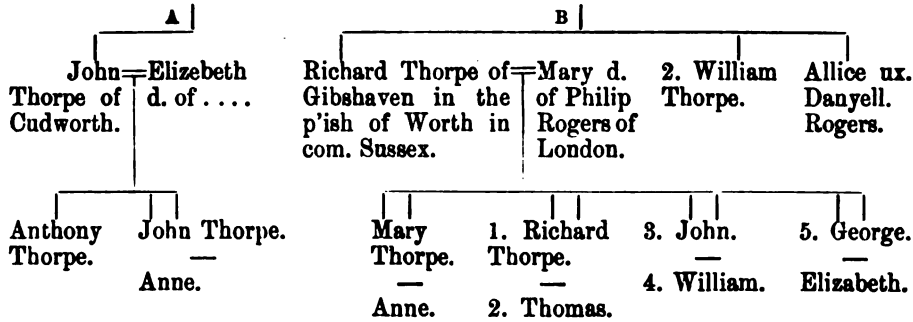 A
B
John=Elizebeth
Thorpe of d. of ....
Cudworth.
Richard Thorpe of=Mary d.
Gibshaven in the of Philip
p'ish of Worth in Rogers of
com. Sussex. London.
2. William
Thorpe.
Allice ux.
Danyell.
Rogers.
Anthony
Thorpe.
John Thorpe.
—
Anne.
Mary
Thorpe.
—
Anne.
1. Richard
Thorpe.
—
2. Thomas.
3. John.
—
4. William.
5. George.
—
Elizabeth.